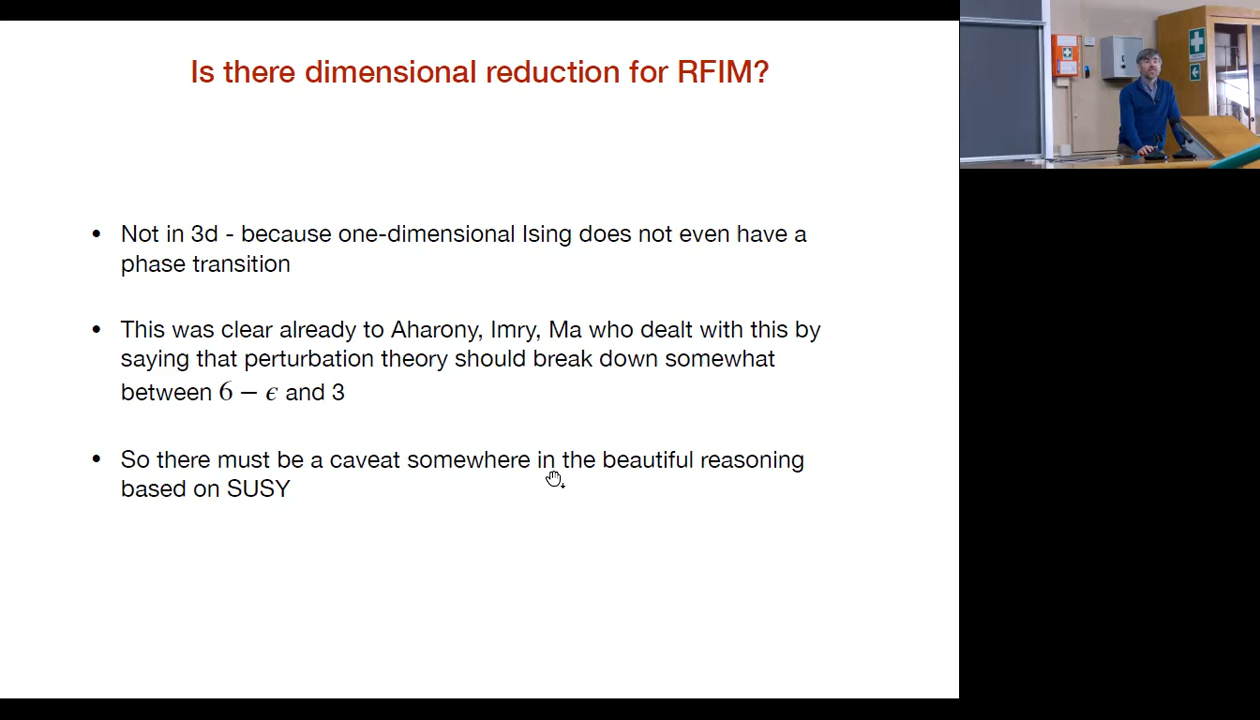 Is there dimensional reduction for RFIM?
• Not in 3d - because one-dimensional Ising does not even have a
phase transition
• This was clear already to Aharony, Imry, Ma who dealt with this by
saying that perturbation theory should break down somewhat
between 6 − ϵ and 3
• So there must be a caveat somewhere in the beautiful reasoning
based on SUSY